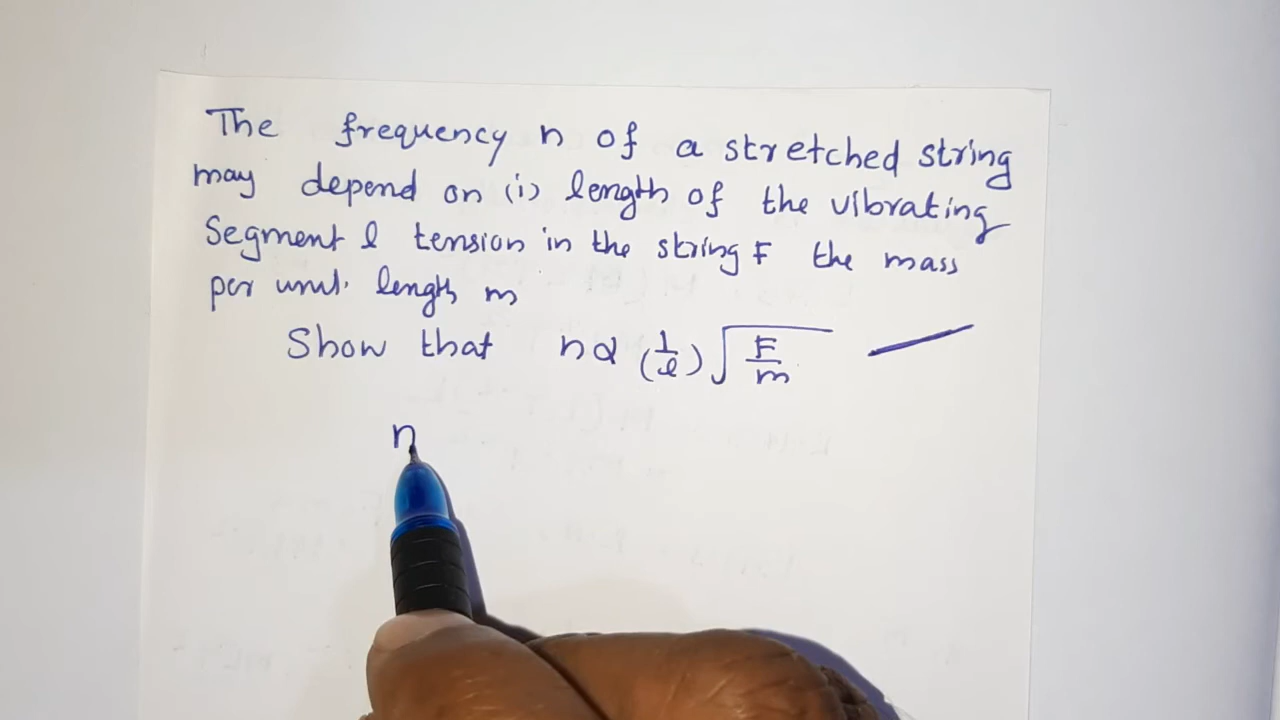 The frequency n of a stretched string
may depend on (i) length of the vibrating
Segment l tension in the string F the mass
per unit. length m
Show that n α (1/l) √(F/m)
n